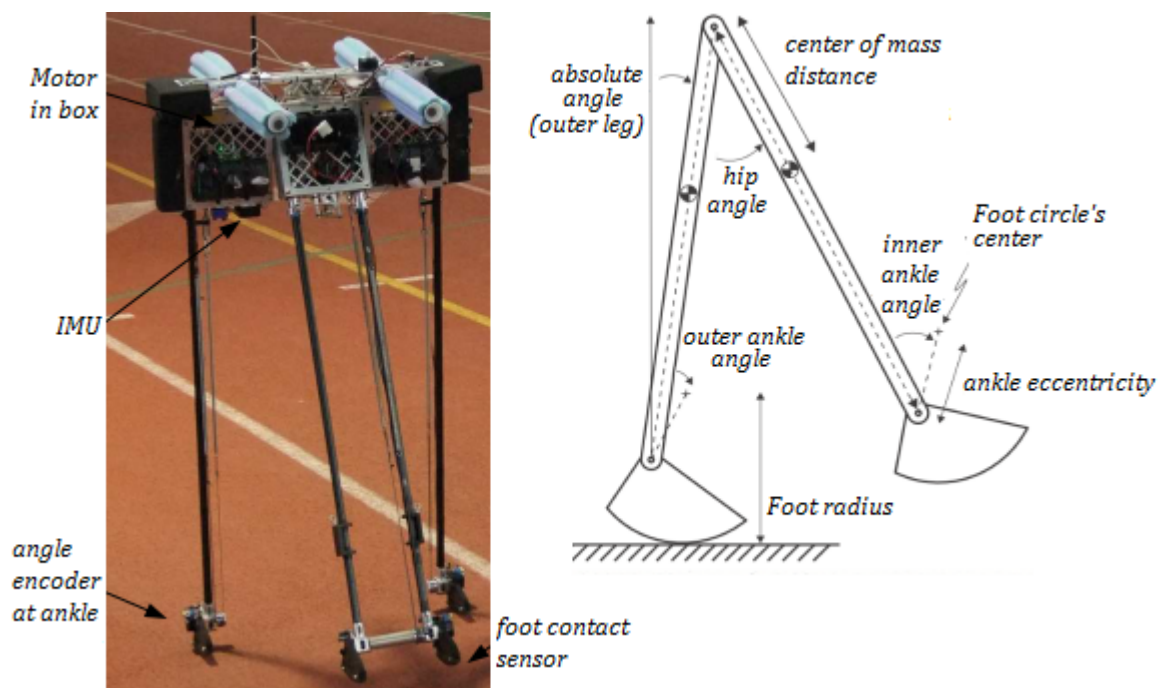 Motor
in box
IMU
angle
encoder
at ankle
foot contact
sensor
absolute
angle
(outer leg)
center of mass
distance
hip
angle
Foot circle's
center
inner
ankle
angle
outer ankle
angle
ankle eccentricity
Foot radius